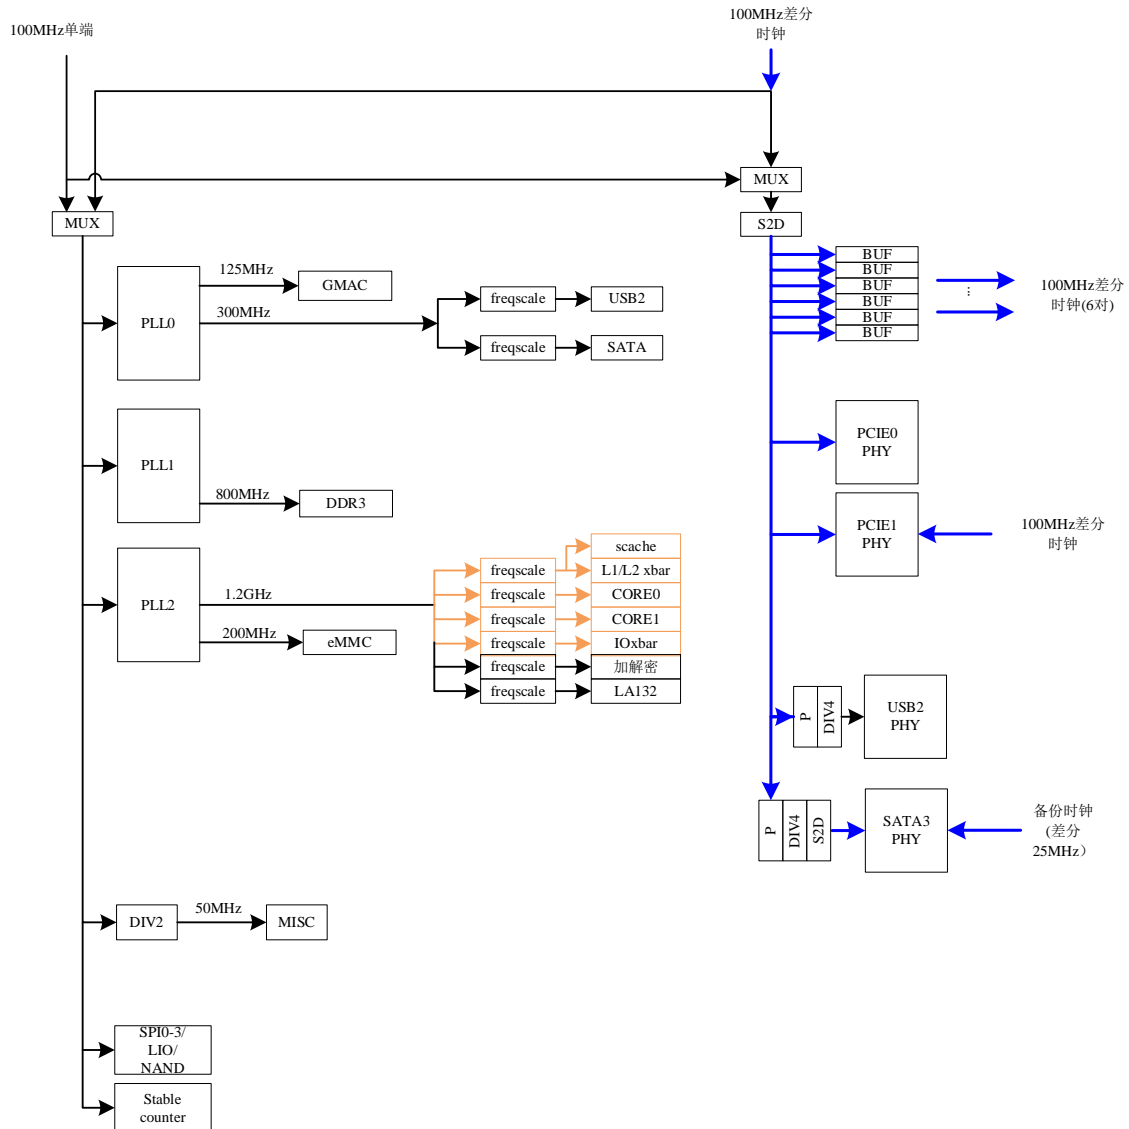 100MHz单端
100MHz差分
时钟
MUX
MUX
S2D
125MHz
GMAC
300MHz
PLL0
freqscale
USB2
freqscale
SATA
BUF
BUF
BUF
BUF
BUF
BUF
...
100MHz差分
时钟(6对)
PLL1
800MHz
DDR3
PCIE0
PHY
PCIE1
PHY
100MHz差分
时钟
PLL2
1.2GHz
200MHz
eMMC
scache
freqscale
L1/L2 xbar
freqscale
CORE0
freqscale
CORE1
freqscale
IOxbar
freqscale
加解密
freqscale
LA132
P
DIV4
USB2
PHY
P
DIV4
S2D
SATA3
PHY
备份时钟
(差分
25MHz）
DIV2
50MHz
MISC
SPI0-3/
LIO/
NAND
Stable
counter